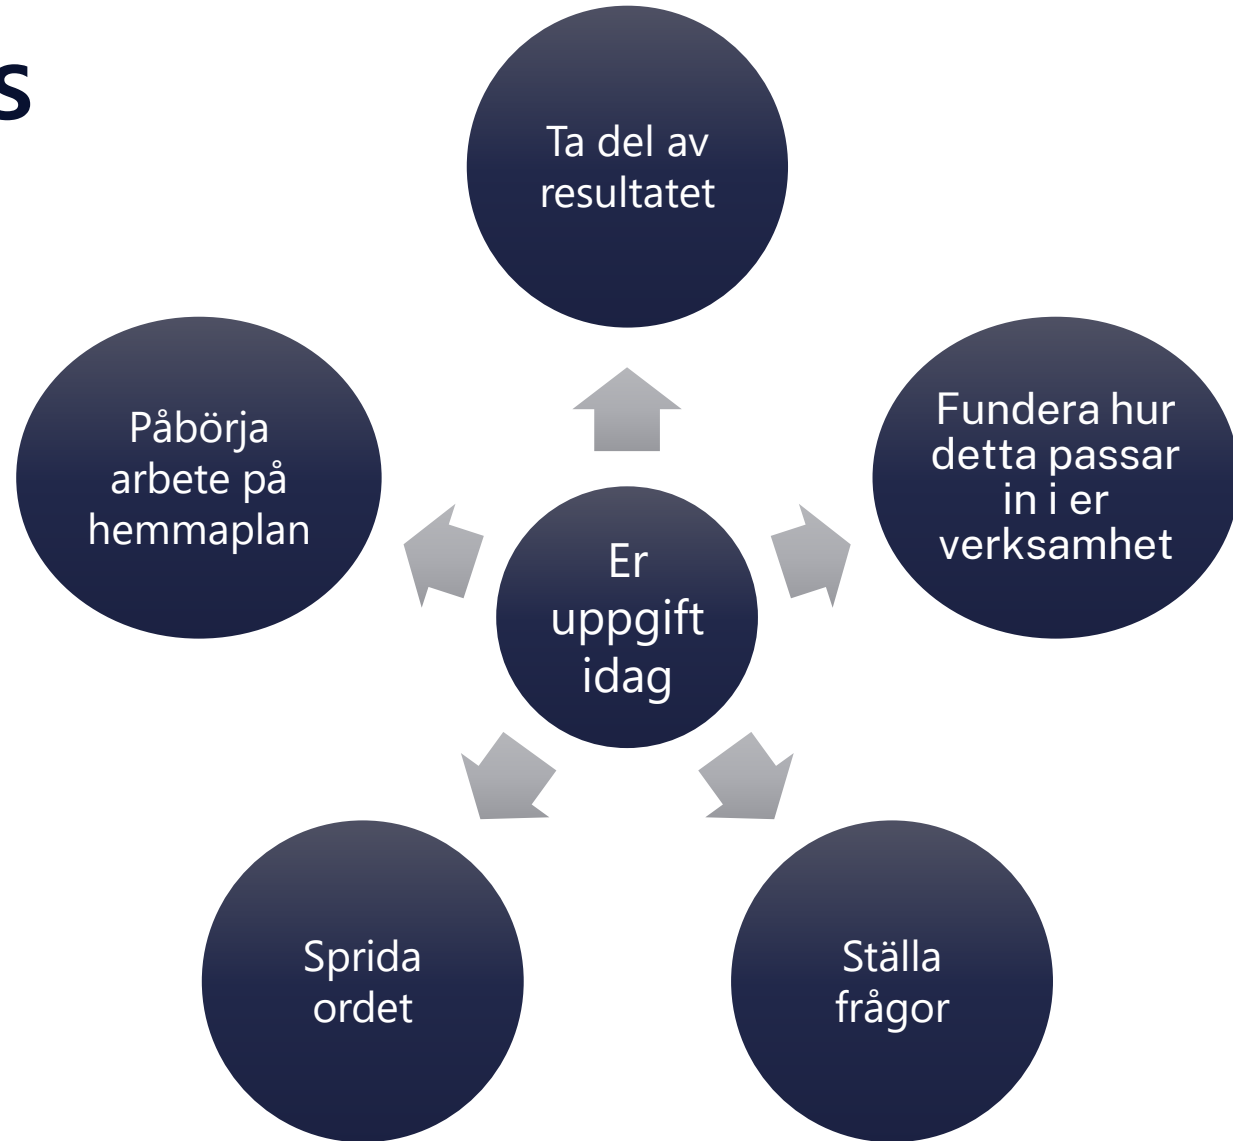 s
Ta del av
resultatet
Påbörja
arbete på
hemmaplan
Fundera hur
detta passar
in i er
verksamhet
Er
uppgift
idag
Sprida
ordet
Ställa
frågor